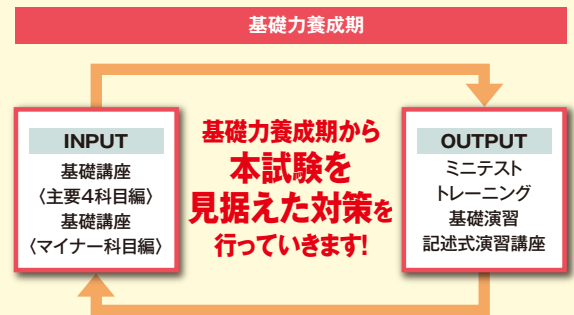 基礎力養成期
INPUT
基礎講座
〈主要4科目編〉
基礎講座
〈マイナー科目編〉
基礎力養成期から
本試験を
見据えた対策を
行っていきます!
OUTPUT
ミニテスト
トレーニング
基礎演習
記述式演習講座